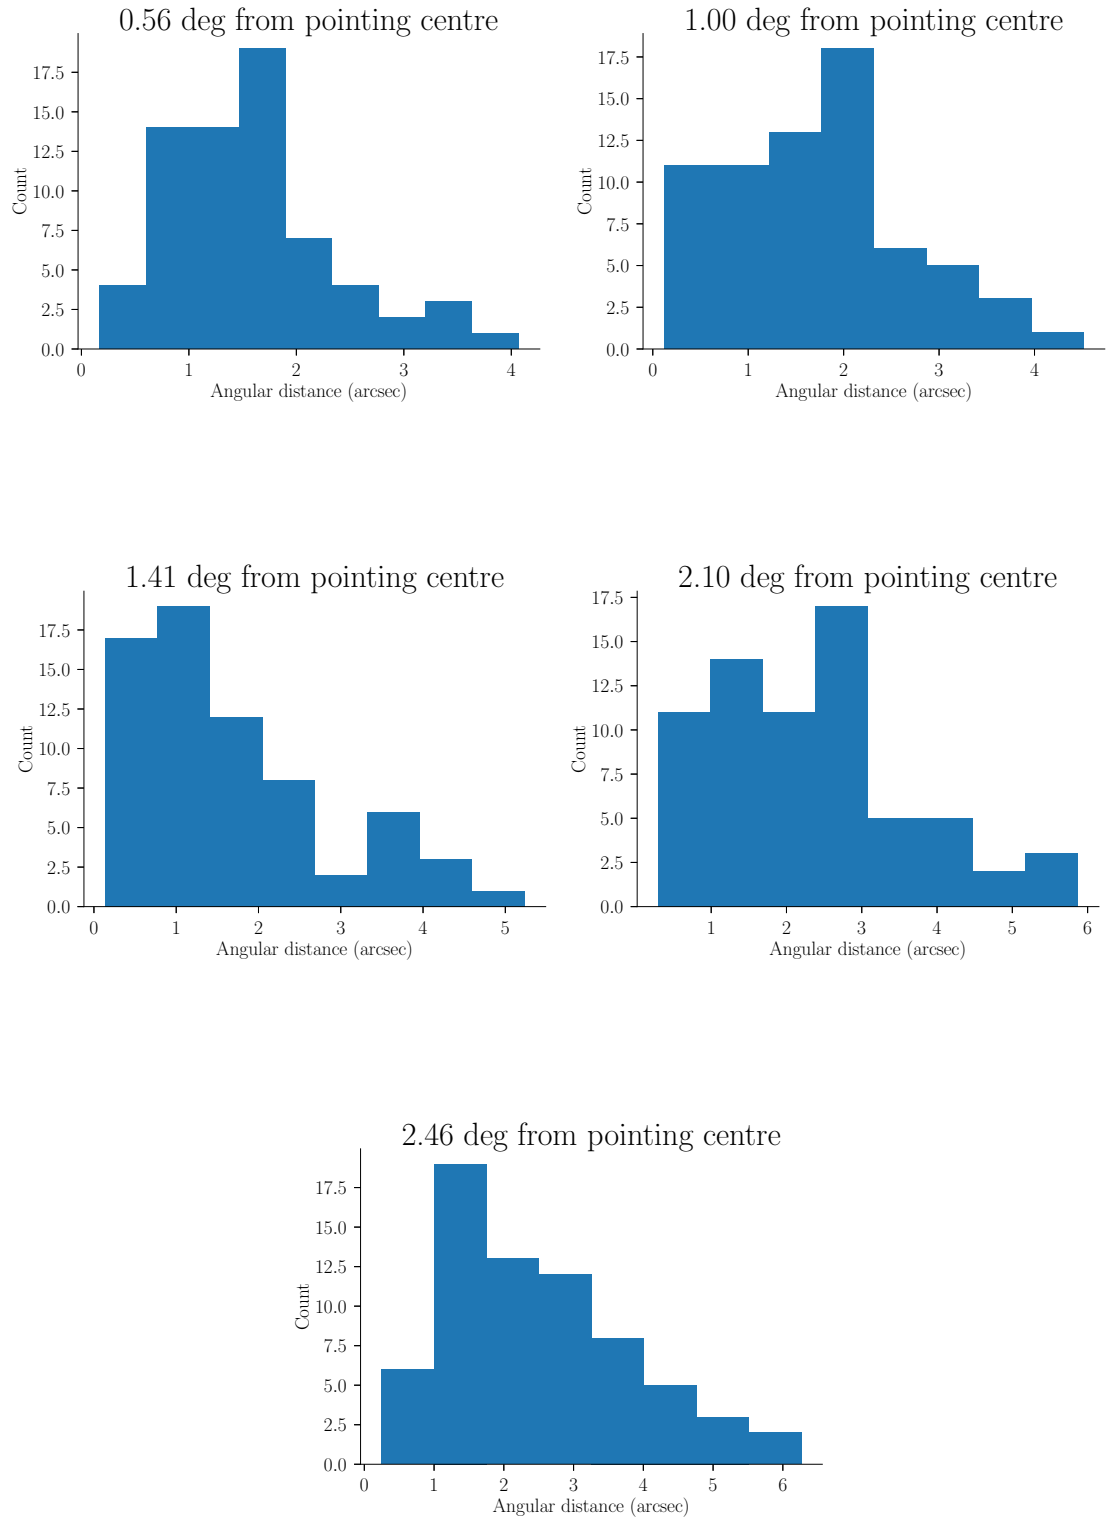 0.56 deg from pointing centre
17.5
15.0
12.5
10.0
7.5
5.0
2.5
0.0
Count
0 1 2 3 4
Angular distance (arcsec)
1.00 deg from pointing centre
17.5
15.0
12.5
10.0
7.5
5.0
2.5
0.0
Count
0 1 2 3 4
Angular distance (arcsec)
1.41 deg from pointing centre
17.5
15.0
12.5
10.0
7.5
5.0
2.5
0.0
Count
0 1 2 3 4 5
Angular distance (arcsec)
2.10 deg from pointing centre
17.5
15.0
12.5
10.0
7.5
5.0
2.5
0.0
Count
1 2 3 4 5 6
Angular distance (arcsec)
2.46 deg from pointing centre
17.5
15.0
12.5
10.0
7.5
5.0
2.5
0.0
Count
0 1 2 3 4 5 6
Angular distance (arcsec)